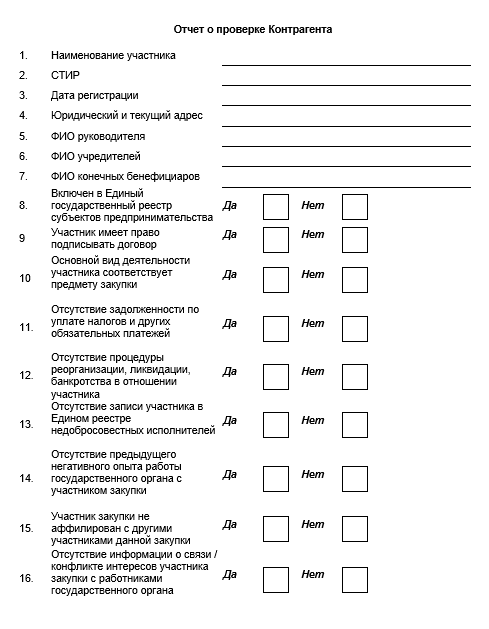 Отчет о проверке Контрагента
1. Наименование участника
2. СТИР
3. Дата регистрации
4. Юридический и текущий адрес
5. ФИО руководителя
6. ФИО учредителей
7. ФИО конечных бенефициаров
Включен в Единый
8. государственный реестр Да Нет
субъектов предпринимательства
9 Участник имеет право Да Нет
подписывать договор
Основной вид деятельности
10 участника соответствует Да Нет
предмету закупки
Отсутствие задолженности по
11. уплате налогов и других Да Нет
обязательных платежей
Отсутствие процедуры
12. реорганизации, ликвидации, Да Нет
банкротства в отношении
участника
Отсутствие записи участника в
13. Едином реестре Да Нет
недобросовестных исполнителей
Отсутствие предыдущего
негативного опыта работы
14. государственного органа с Да Нет
участником закупки
Участник закупки не
15. аффилирован с другими Да Нет
участниками данной закупки
Отсутствие информации о связи /
конфликте интересов участника
16. закупки с работниками Да Нет
государственного органа